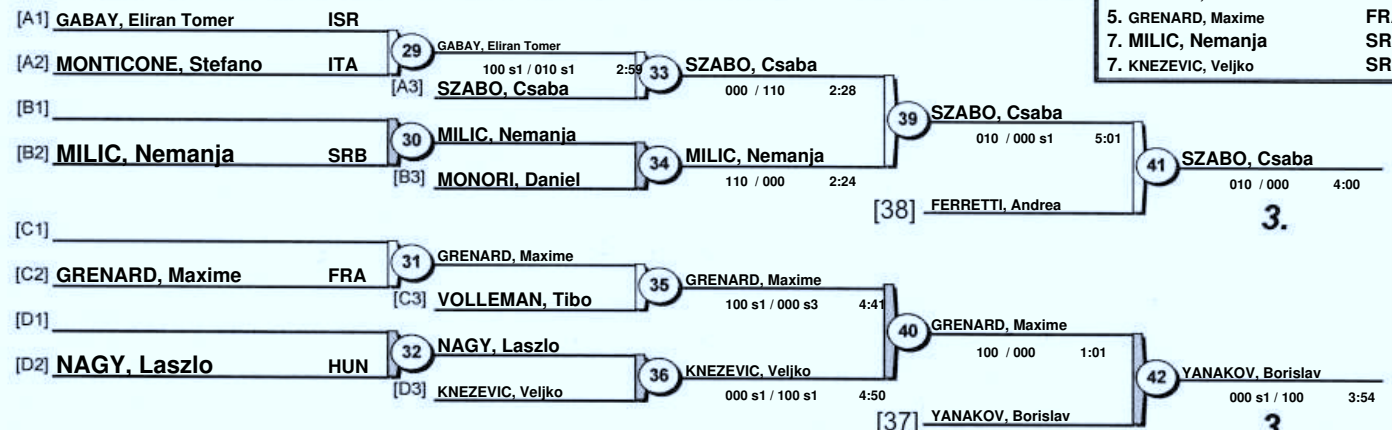 5. GRENARD, Maxime FR
7. MILIC, Nemanja SR
7. KNEZEVIC, Veljko SR
[A1] GABAY, Eliran Tomer ISR
[A2] MONTICONE, Stefano ITA
29 GABAY, Eliran Tomer
100 s1 / 010 s1 2:59
[A3] SZABO, Csaba
33 SZABO, Csaba
000 / 110 2:28
[B1]
[B2] MILIC, Nemanja SRB
30 MILIC, Nemanja
[B3] MONORI, Daniel
34 MILIC, Nemanja
110 / 000 2:24
39 SZABO, Csaba
010 / 000 s1 5:01
[38] FERRETTI, Andrea
41 SZABO, Csaba
010 / 000 4:00
3.
[C1]
[C2] GRENARD, Maxime FRA
31 GRENARD, Maxime
[C3] VOLLEMAN, Tibo
35 GRENARD, Maxime
100 s1 / 000 s3 4:41
[D1]
[D2] NAGY, Laszlo HUN
32 NAGY, Laszlo
[D3] KNEZEVIC, Veljko
36 KNEZEVIC, Veljko
000 s1 / 100 s1 4:50
40 GRENARD, Maxime
100 / 000 1:01
[37] YANAKOV, Borislav
42 YANAKOV, Borislav
000 s1 / 100 3:54
3.